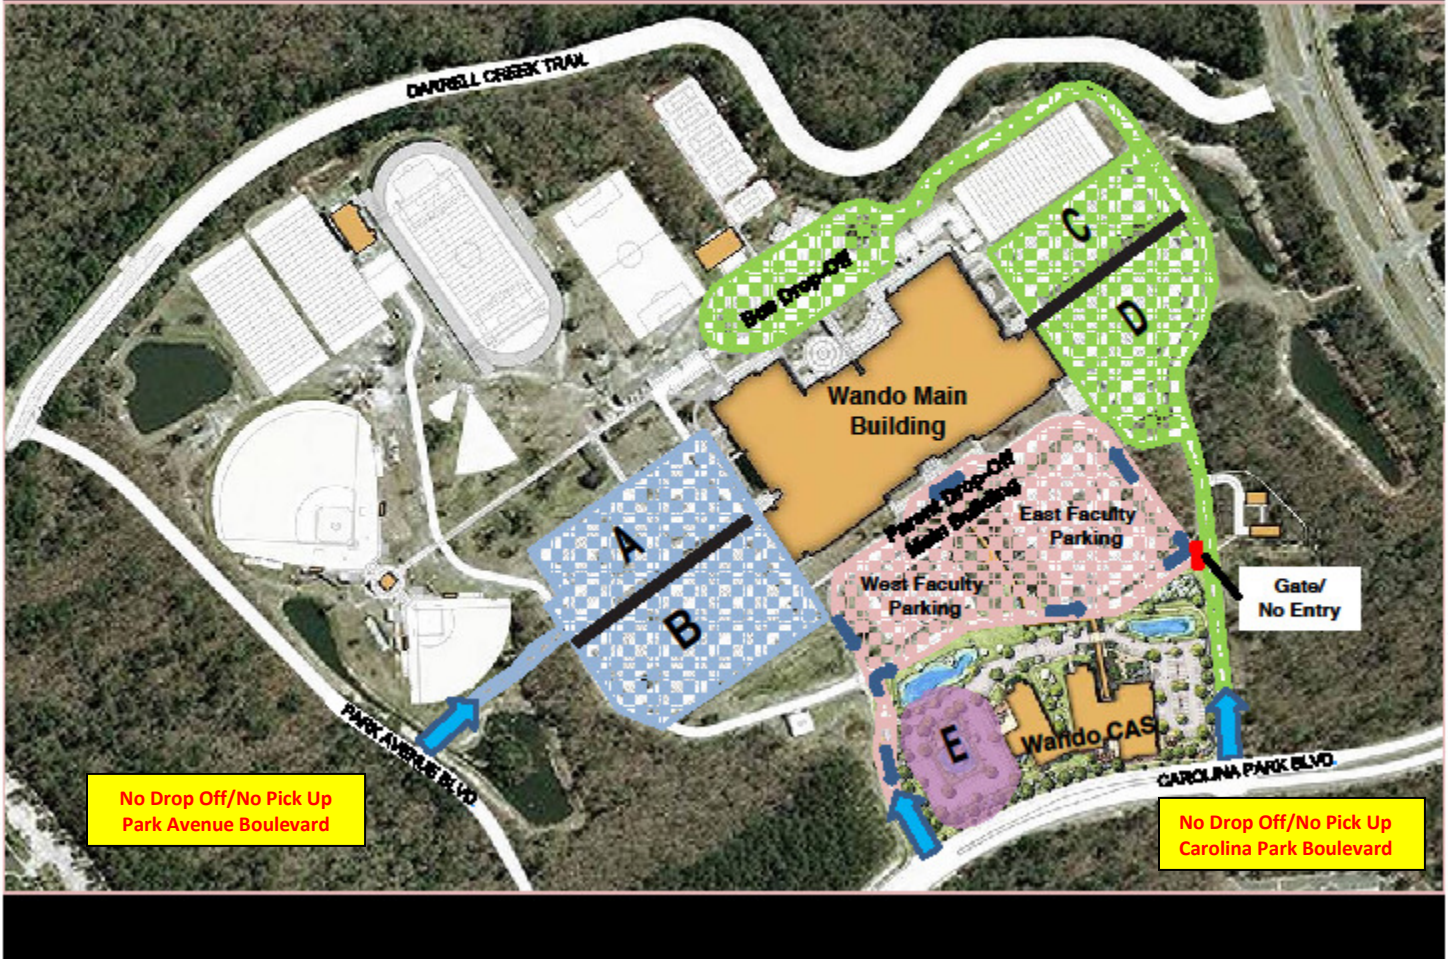 DARRELL CREEK TRAIL
C
D
Bus Drop-Off
Wando Main
Building
Parent Drop-Off
Main Building
East Faculty
Parking
West Faculty
Parking
A
B
Gate/
No Entry
E
Wando CAS
PARK AVENUE BLVD.
CAROLINA PARK BLVD.
No Drop Off/No Pick Up
Park Avenue Boulevard
No Drop Off/No Pick Up
Carolina Park Boulevard